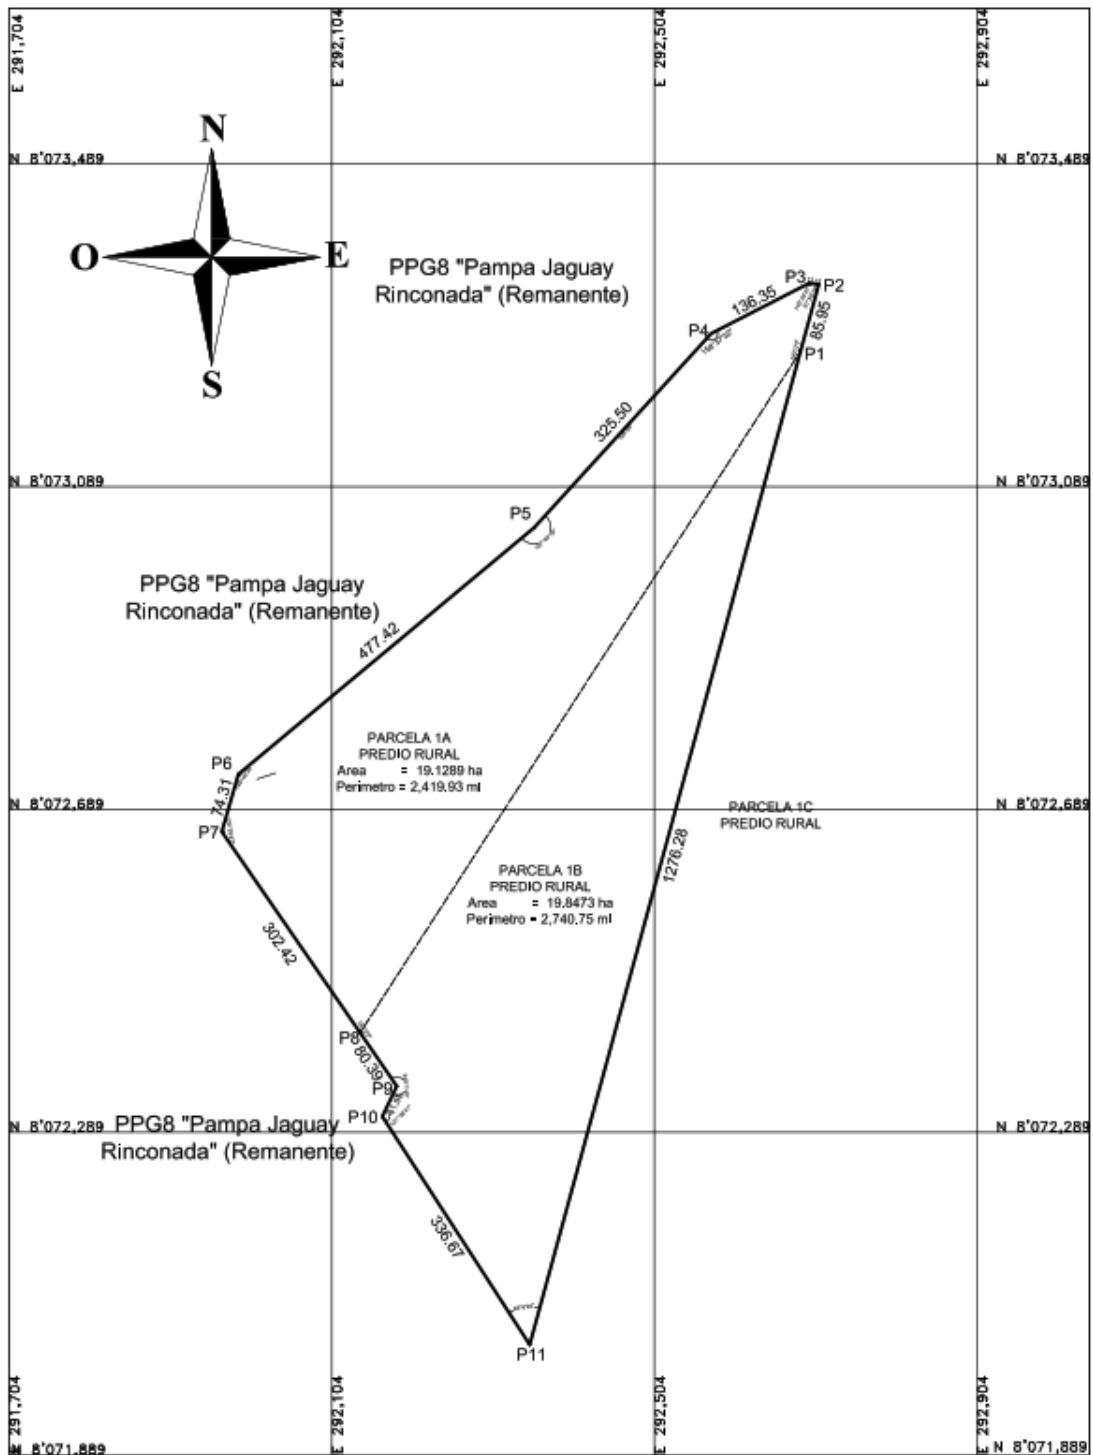 E 291,704
E 292,104
E 292,504
E 292,904
N
N 8'073,489
N 8'073,489
O
E
S
PPG8 "Pampa Jaguay
Rinconada" (Remanente)
P3
P2
136.35
P4
85.95
P1
325.50
N 8'073,089
N 8'073,089
P5
PPG8 "Pampa Jaguay
Rinconada" (Remanente)
477.42
PARCELA 1A
PREDIO RURAL
Area = 19.1289 ha
Perimetro = 2,419.93 ml
P6
74.31
N 8'072,689
N 8'072,689
P7
PARCELA 1C
PREDIO RURAL
1276.28
PARCELA 1B
PREDIO RURAL
Area = 19.8473 ha
Perimetro = 2,740.75 ml
302.42
P8
80.39
P9
P10
PPG8 "Pampa Jaguay
Rinconada" (Remanente)
N 8'072,289
N 8'072,289
336.67
P11
E 291,704
E 292,104
E 292,504
E 292,904
N 8'071,889
N 8'071,889